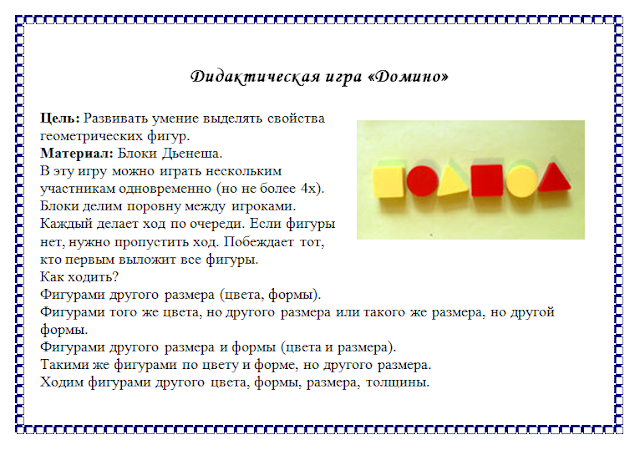 Дидактическая игра «Домино»
Цель: Развивать умение выделять свойства
геометрических фигур.
Материал: Блоки Дьенеша.
В эту игру можно играть нескольким
участникам одновременно (но не более 4х).
Блоки делим поровну между игроками.
Каждый делает ход по очереди. Если фигуры
нет, нужно пропустить ход. Побеждает тот,
кто первым выложит все фигуры.
Как ходить?
Фигурами другого размера (цвета, формы).
Фигурами того же цвета, но другого размера или такого же размера, но другой
формы.
Фигурами другого размера и формы (цвета и размера).
Такими же фигурами по цвету и форме, но другого размера.
Ходим фигурами другого цвета, формы, размера, толщины.